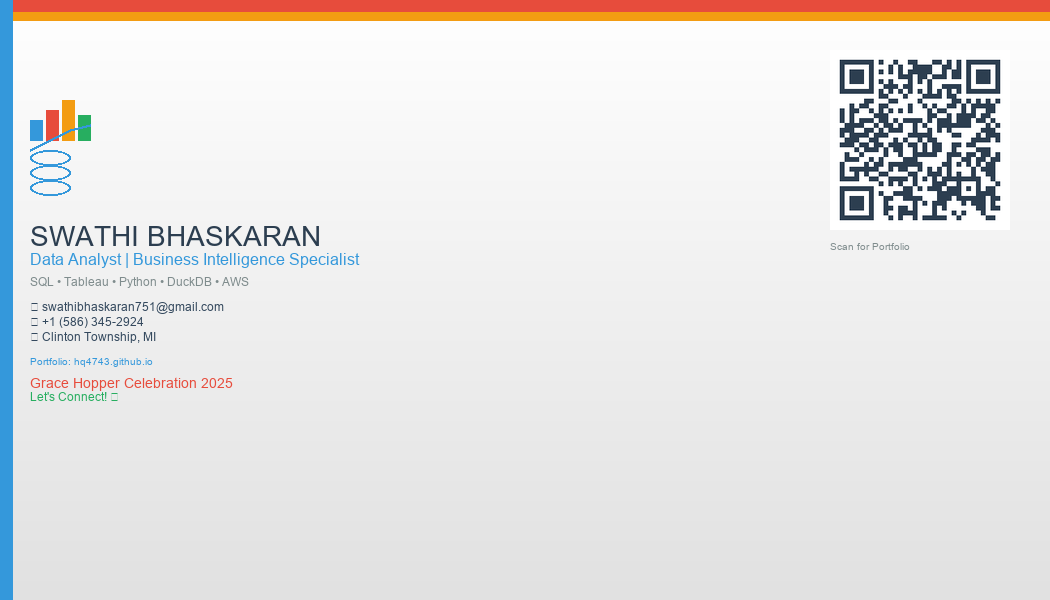 SWATHI BHASKARAN
Data Analyst | Business Intelligence Specialist
SQL • Tableau • Python • DuckDB • AWS
□ swathibhaskaran751@gmail.com
□ +1 (586) 345-2924
□ Clinton Township, MI
Portfolio: hq4743.github.io
Grace Hopper Celebration 2025
Let's Connect! □
Scan for Portfolio